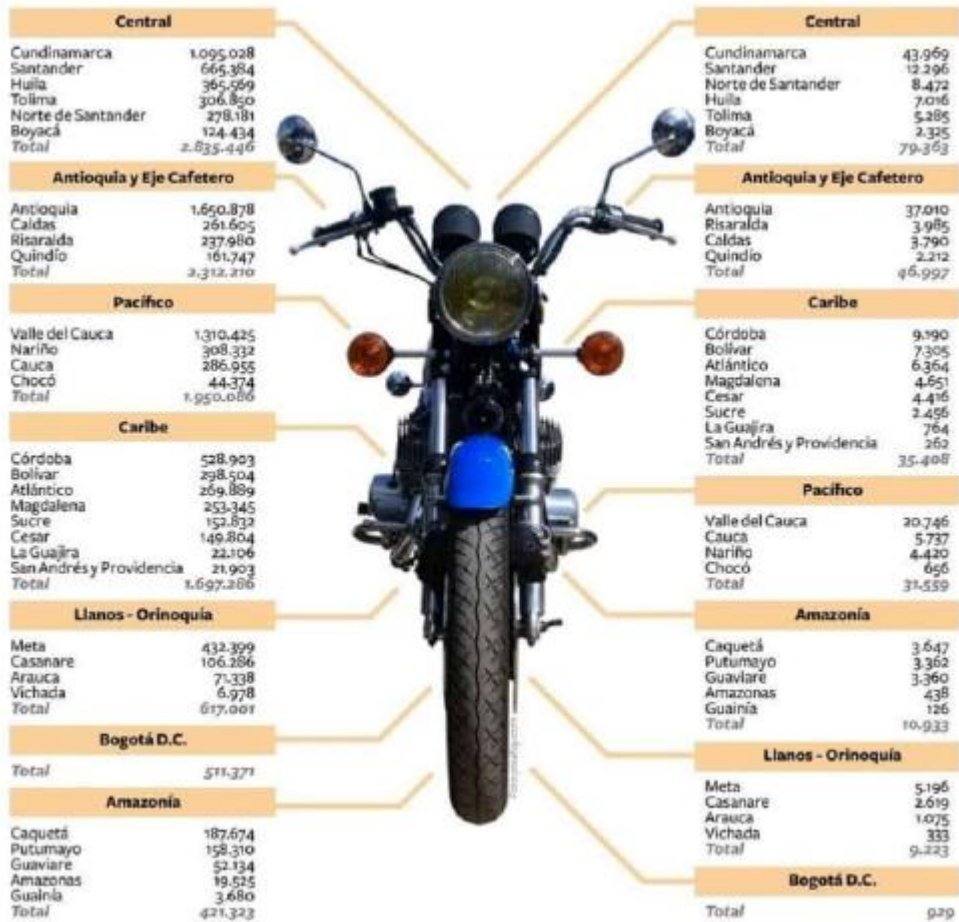 Central
Cundinamarca 1.095.028
Santander 665.384
Huila 365.569
Tolima 306.850
Norte de Santander 278.181
Boyacá 124.434
Total 2.835.446
Antioquia y Eje Cafetero
Antioquia 1.650.878
Caldas 261.605
Risaralda 237.980
Quindío 161.747
Total 2.312.210
Pacífico
Valle del Cauca 1.310.425
Nariño 308.332
Cauca 286.955
Chocó 44.374
Total 1.950.086
Caribe
Córdoba 528.903
Bolívar 298.504
Atlántico 269.889
Magdalena 253.345
Sucre 152.832
Cesar 149.804
La Guajira 22.106
San Andrés y Providencia 21.903
Total 1.697.286
Llanos - Orinoquía
Meta 432.399
Casanare 106.286
Arauca 71.338
Vichada 6.978
Total 617.001
Bogotá D.C.
Total 511.371
Amazonía
Caquetá 187.674
Putumayo 158.310
Guaviare 52.134
Amazonas 19.525
Guainía 3.680
Total 421.323
Central
Cundinamarca 43.969
Santander 12.296
Norte de Santander 8.472
Huila 7.016
Tolima 5.285
Boyacá 2.325
Total 79.363
Antioquia y Eje Cafetero
Antioquia 37.010
Risaralda 3.985
Caldas 3.790
Quindío 2.212
Total 46.997
Caribe
Córdoba 9.190
Bolívar 7.305
Atlántico 6.364
Magdalena 4.651
Cesar 4.416
Sucre 2.456
La Guajira 764
San Andrés y Providencia 262
Total 35.408
Pacífico
Valle del Cauca 20.746
Cauca 5.737
Nariño 4.420
Chocó 656
Total 31.559
Amazonía
Caquetá 3.647
Putumayo 3.362
Guaviare 3.360
Amazonas 438
Guainía 126
Total 10.933
Llanos - Orinoquía
Meta 5.196
Casanare 2.619
Arauca 1.075
Vichada 333
Total 9.223
Bogotá D.C.
Total 929